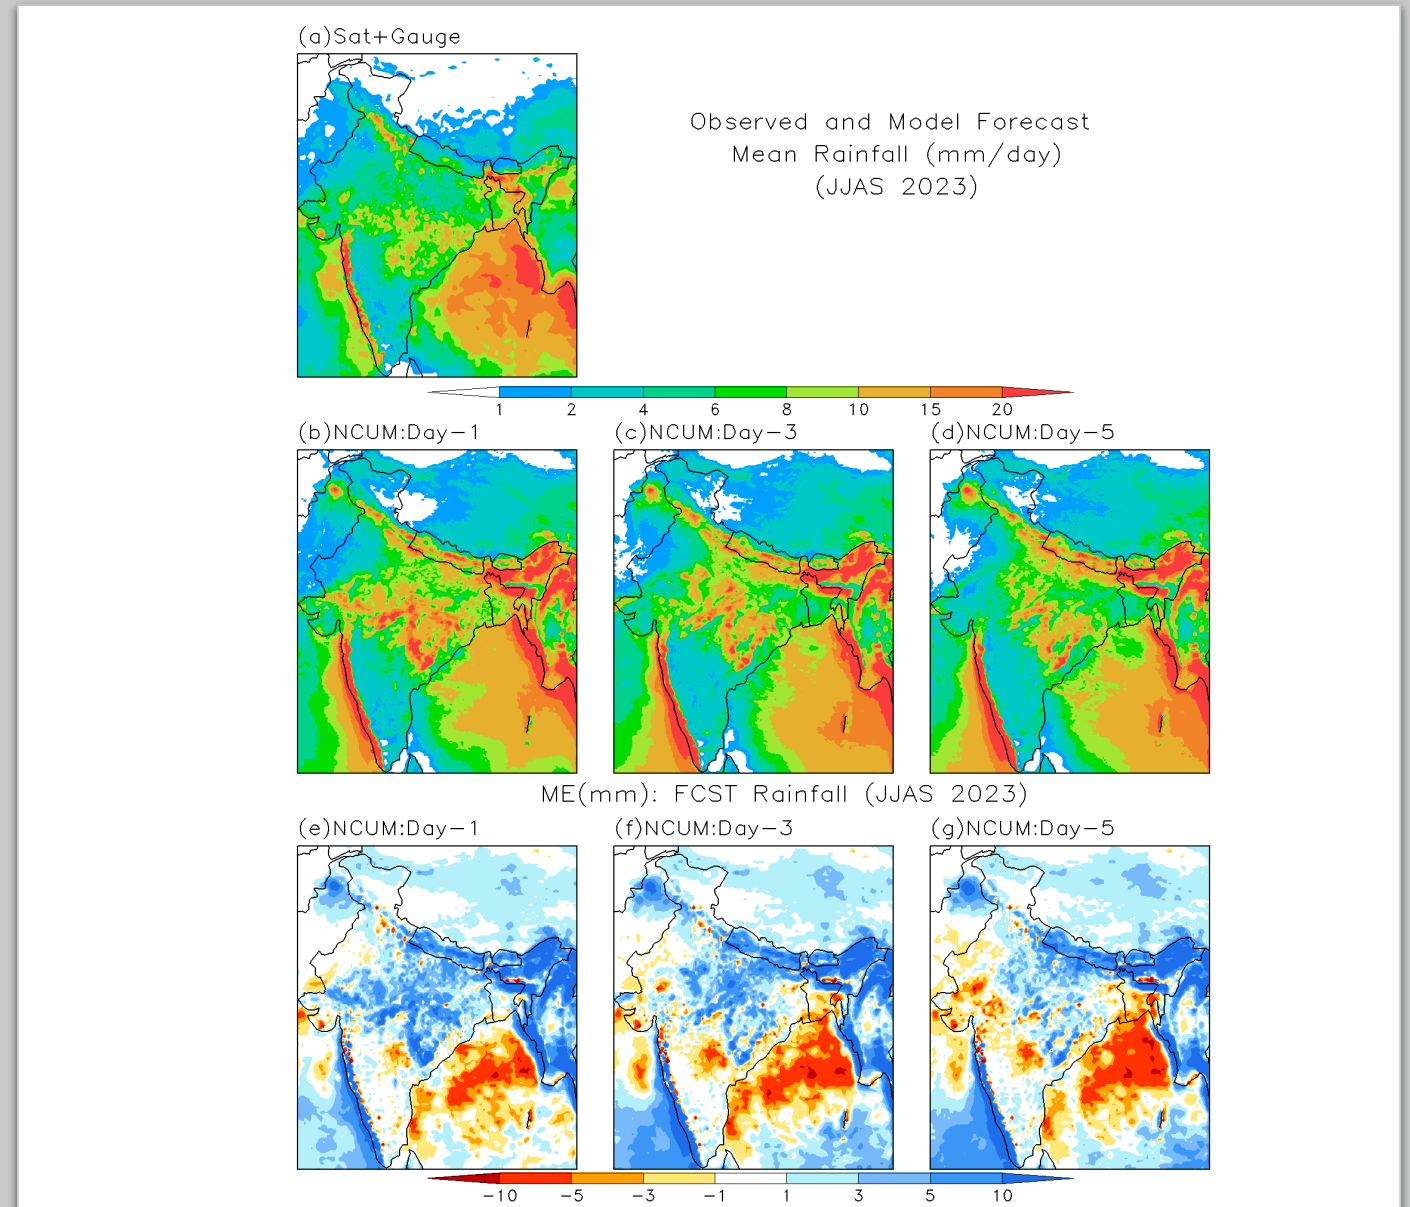 (a)Sat+Gauge
Observed and Model Forecast
Mean Rainfall (mm/day)
(JJAS 2023)
1 2 4 6 8 10 15 20
(b)NCUM:Day−1 (c)NCUM:Day−3 (d)NCUM:Day−5
ME(mm): FCST Rainfall (JJAS 2023)
(e)NCUM:Day−1 (f)NCUM:Day−3 (g)NCUM:Day−5
−10 −5 −3 −1 1 3 5 10